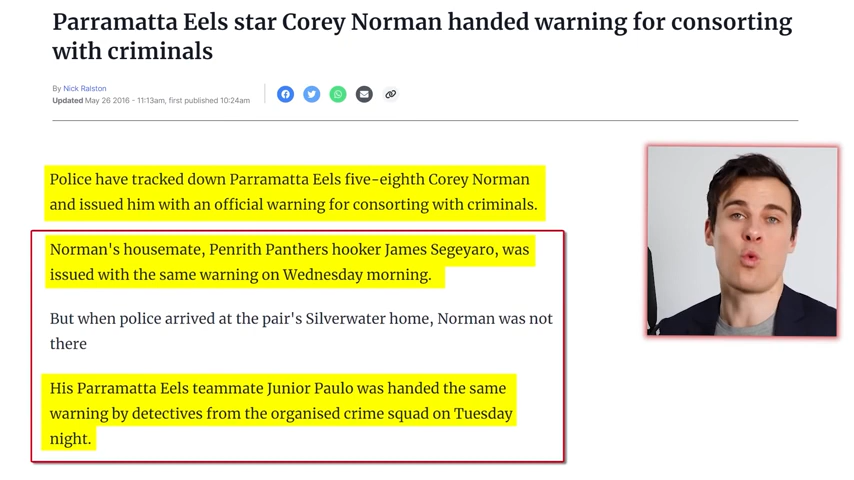 Parramatta Eels star Corey Norman handed warning for consorting
with criminals
By Nick Ralston
Updated May 26 2016 - 11:13am, first published 10:24am
Police have tracked down Parramatta Eels five-eighth Corey Norman
and issued him with an official warning for consorting with criminals.
Norman's housemate, Penrith Panthers hooker James Segeyaro, was
issued with the same warning on Wednesday morning.
But when police arrived at the pair's Silverwater home, Norman was not
there
His Parramatta Eels teammate Junior Paulo was handed the same
warning by detectives from the organised crime squad on Tuesday
night.